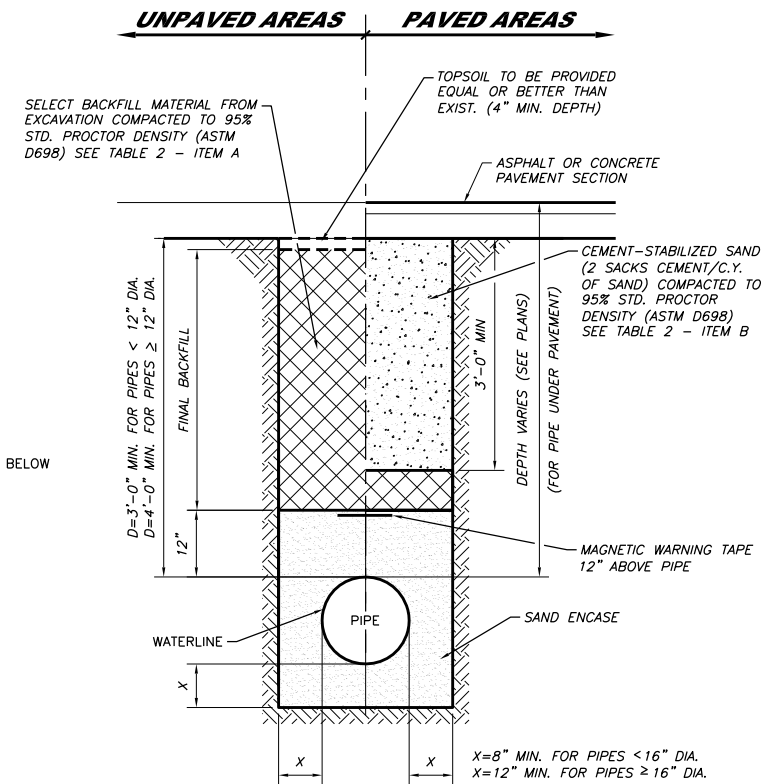 UNPAVED AREAS
PAVED AREAS
TOPSOIL TO BE PROVIDED
EQUAL OR BETTER THAN
EXIST. (4" MIN. DEPTH)
SELECT BACKFILL MATERIAL FROM
EXCAVATION COMPACTED TO 95%
STD. PROCTOR DENSITY (ASTM
D698) SEE TABLE 2 – ITEM A
ASPHALT OR CONCRETE
PAVEMENT SECTION
CEMENT–STABILIZED SAND
(2 SACKS CEMENT/C.Y.
OF SAND) COMPACTED TO
95% STD. PROCTOR
DENSITY (ASTM D698)
SEE TABLE 2 – ITEM B
D=3'-0" MIN. FOR PIPES < 12" DIA.
D=4'-0" MIN. FOR PIPES ≥ 12" DIA.
FINAL BACKFILL
3'-0" MIN
DEPTH VARIES (SEE PLANS)
(FOR PIPE UNDER PAVEMENT)
BELOW
12"
MAGNETIC WARNING TAPE
12" ABOVE PIPE
SAND ENCASE
PIPE
WATERLINE
X
X
X
X=8" MIN. FOR PIPES <16" DIA.
X=12" MIN. FOR PIPES ≥ 16" DIA.